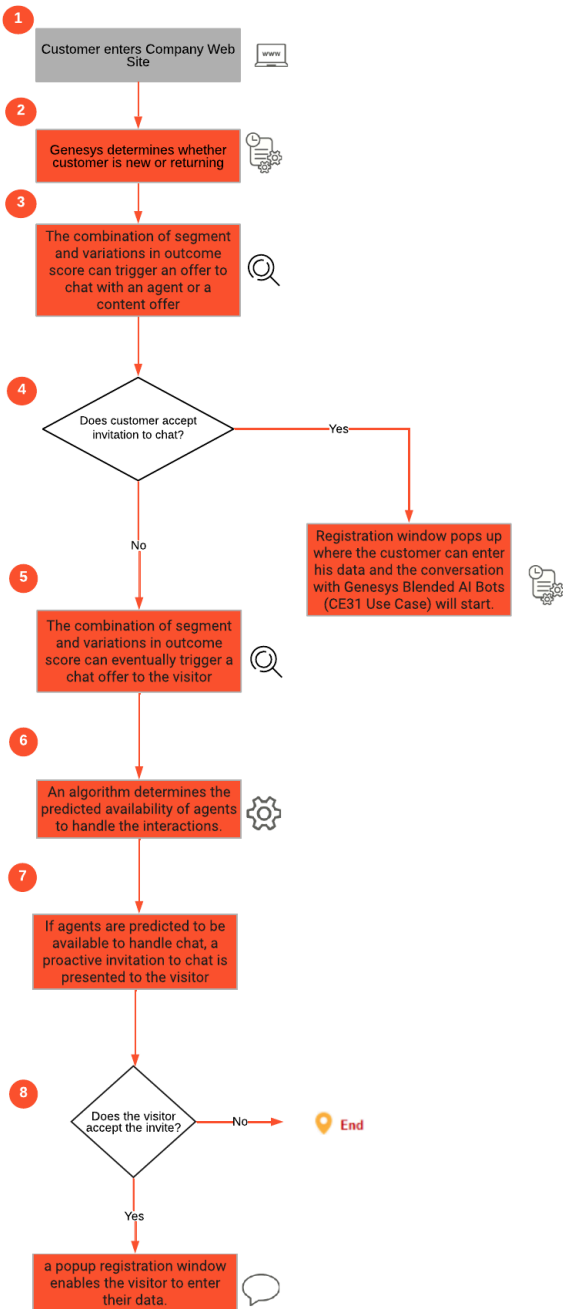 1
Customer enters Company Web
Site
www
2
Genesys determines whether
customer is new or returning
3
The combination of segment
and variations in outcome
score can trigger an offer to
chat with an agent or a
content offer
4
Does customer accept
invitation to chat?
Yes
No
Registration window pops up
where the customer can enter
his data and the conversation
with Genesys Blended AI Bots
(CE31 Use Case) will start.
5
The combination of segment
and variations in outcome
score can eventually trigger a
chat offer to the visitor
6
An algorithm determines the
predicted availability of agents
to handle the interactions.
7
If agents are predicted to be
available to handle chat, a
proactive invitation to chat is
presented to the visitor
8
Does the visitor
accept the invite?
No
End
Yes
a popup registration window
enables the visitor to enter
their data.